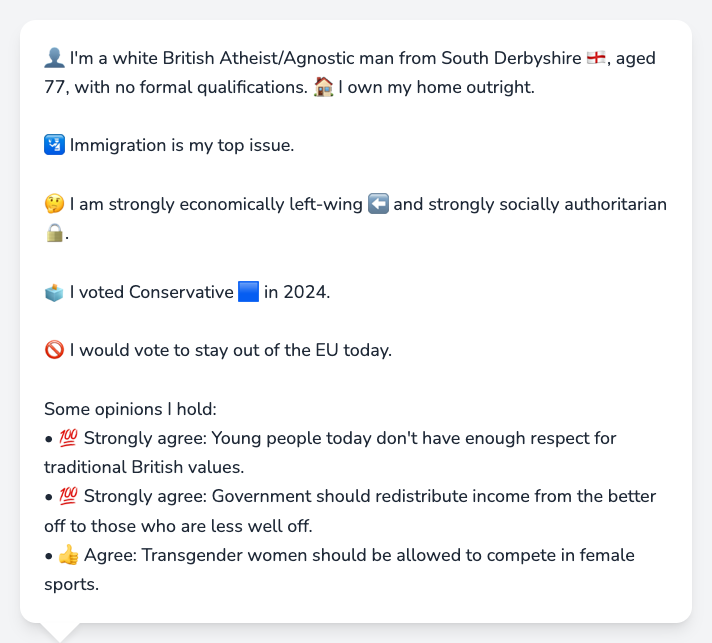 👤 I'm a white British Atheist/Agnostic man from South Derbyshire 🏴󠁧󠁢󠁥󠁮󠁧󠁿, aged
77, with no formal qualifications. 🏠 I own my home outright.
🛂 Immigration is my top issue.
🤔 I am strongly economically left-wing ⬅️ and strongly socially authoritarian
🔒.
🗳️ I voted Conservative 🟦 in 2024.
🚫 I would vote to stay out of the EU today.
Some opinions I hold:
• 💯 Strongly agree: Young people today don't have enough respect for
traditional British values.
• 💯 Strongly agree: Government should redistribute income from the better
off to those who are less well off.
• 👍 Agree: Transgender women should be allowed to compete in female
sports.